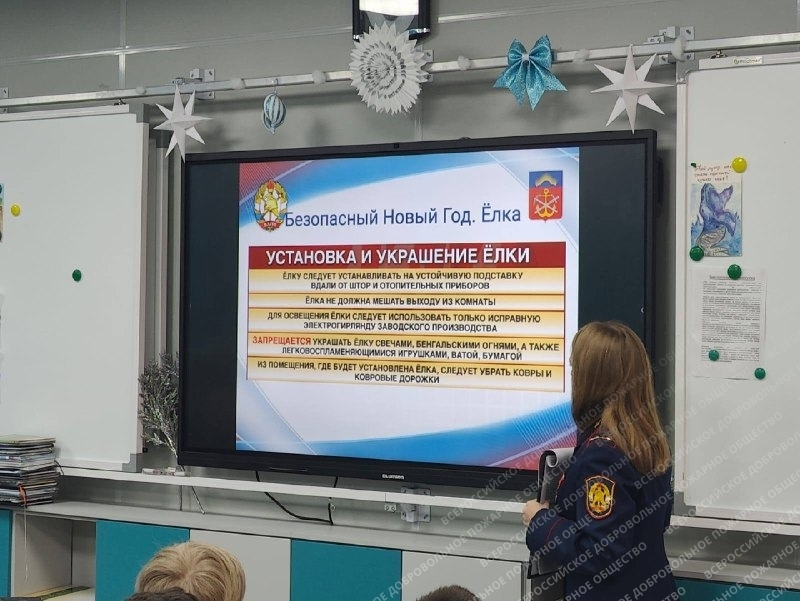 Безопасный Новый Год. Ёлка
УСТАНОВКА И УКРАШЕНИЕ ЁЛКИ
ЁЛКУ СЛЕДУЕТ УСТАНАВЛИВАТЬ НА УСТОЙЧИВУЮ ПОДСТАВКУ
ВДАЛИ ОТ ШТОР И ОТОПИТЕЛЬНЫХ ПРИБОРОВ
ЁЛКА НЕ ДОЛЖНА МЕШАТЬ ВЫХОДУ ИЗ КОМНАТЫ
ДЛЯ ОСВЕЩЕНИЯ ЁЛКИ СЛЕДУЕТ ИСПОЛЬЗОВАТЬ ТОЛЬКО ИСПРАВНУЮ
ЭЛЕКТРОГИРЛЯНДУ ЗАВОДСКОГО ПРОИЗВОДСТВА
ЗАПРЕЩАЕТСЯ УКРАШАТЬ ЁЛКУ СВЕЧАМИ, БЕНГАЛЬСКИМИ ОГНЯМИ, А ТАКЖЕ
ЛЕГКОВОСПЛАМЕНЯЮЩИМИСЯ ИГРУШКАМИ, ВАТОЙ, БУМАГОЙ
ИЗ ПОМЕЩЕНИЯ, ГДЕ БУДЕТ УСТАНОВЛЕНА ЁЛКА, СЛЕДУЕТ УБРАТЬ КОВРЫ И
КОВРОВЫЕ ДОРОЖКИ
ВСЕРОССИЙСКОЕ ДОБРОВОЛЬНОЕ ПОЖАРНОЕ ОБЩЕСТВО